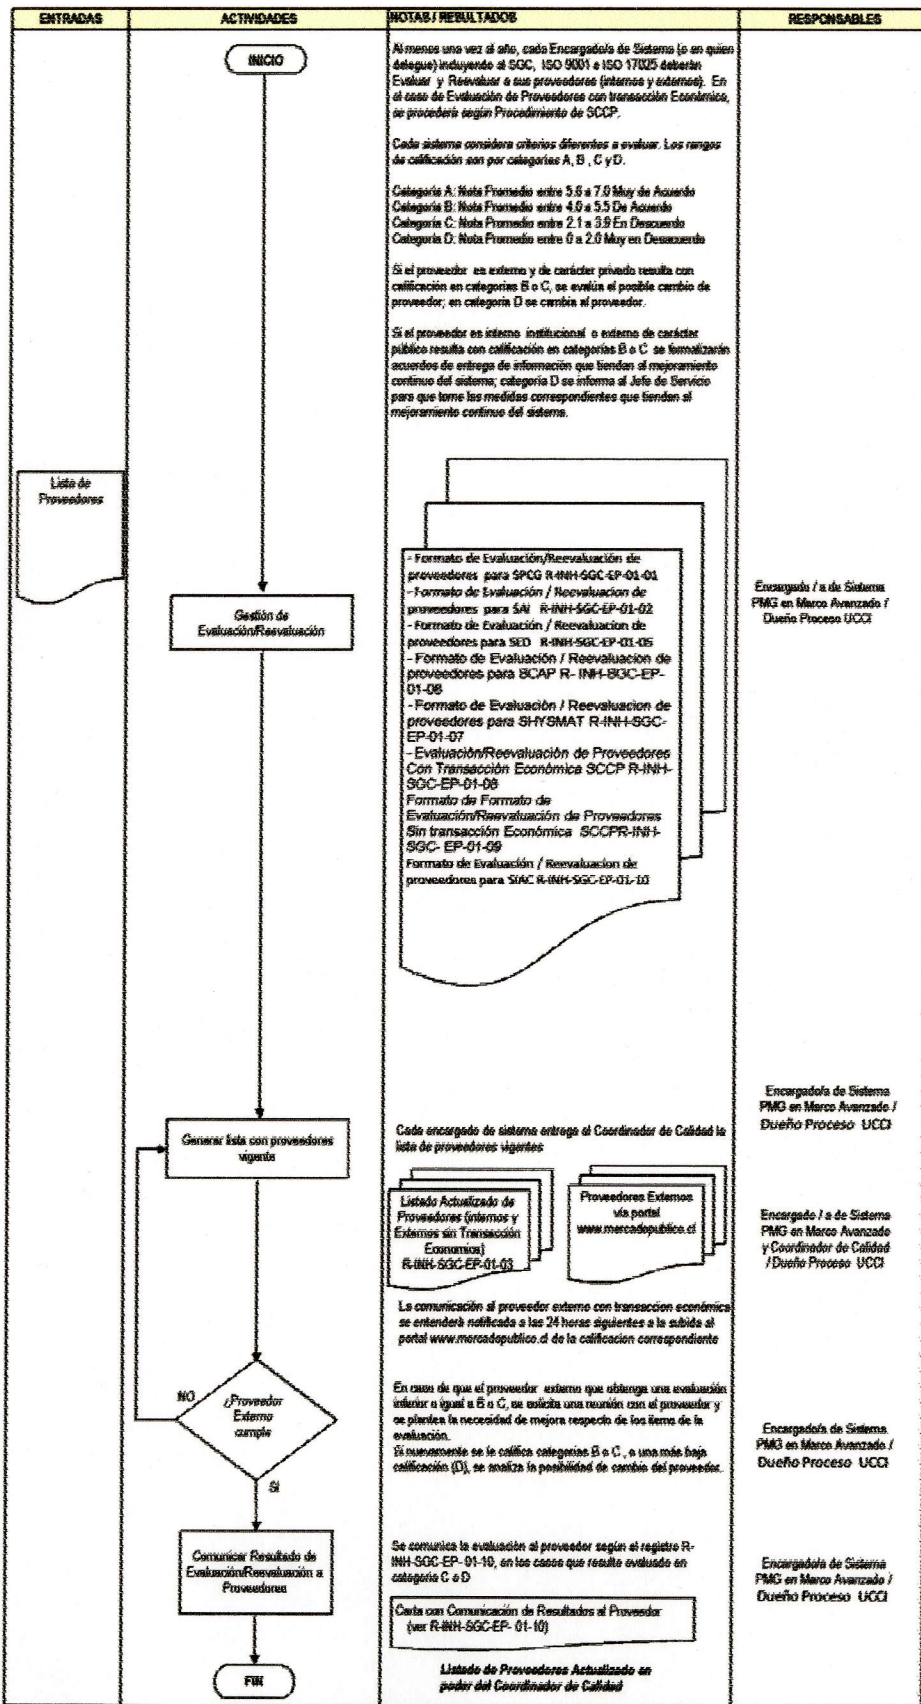 ENTRADAS
ACTIVIDADES
NOTAS / RESULTADOS
RESPONSABLES
INICIO
Al menos una vez al año, cada Encargado/a de Sistema (o en quien
delegue) incluyendo al SGC, ISO 9001 e ISO 17025 deberán
Evaluar y Reevaluar a sus proveedores (internos y externos). En
el caso de Evaluación de Proveedores con transacción Económica,
se procederá según Procedimiento de SCCP.
Cada sistema considera criterios diferentes a evaluar. Los rangos
de calificación son por categorías A, B , C y D.
Categoría A: Nota Promedio entre 5.6 a 7.0 Muy de Acuerdo
Categoría B: Nota Promedio entre 4.0 a 5.5 De Acuerdo
Categoría C: Nota Promedio entre 2.1 a 3.9 En Descuerdo
Categoría D: Nota Promedio entre 0 a 2.0 Muy en Desacuerdo
Si el proveedor es externo y de carácter privado resulta con
calificación en categorías B o C, se evalúa el posible cambio de
proveedor; en categoría D se cambia al proveedor.
Si el proveedor es interno institucional o externo de carácter
público resulta con calificación en categorías B o C se formalizarán
acuerdos de entrega de información que tiendan al mejoramiento
continuo del sistema; categoría D se informa al Jefe de Servicio
para que tome las medidas correspondientes que tiendan al
mejoramiento continuo del sistema.
Lista de
Proveedores
Gestión de
Evaluación/Reevaluación
- Formato de Evaluación/Reevaluación de
proveedores para SPCG R-INH-SGC-EP-01-01
- Formato de Evaluación / Reevaluacion de
proveedores para SAI R-INH-SGC-EP-01-02
- Formato de Evaluación / Reevaluacion de
proveedores para SED R-INH-SGC-EP-01-05
- Formato de Evaluación / Reevaluacion de
proveedores para SCAP R- INH-SGC-EP-
01-06
- Formato de Evaluación / Reevaluacion de
proveedores para SHYSMAT R-INH-SGC-
EP-01-07
- Evaluación/Reevaluación de Proveedores
Con Transacción Económica SCCP R-INH-
SGC-EP-01-08
Formato de Formato de
Evaluación/Reevaluación de Proveedores
Sin transacción Económica SCCPR-INH-
SGC- EP-01-09
Formato de Evaluación / Reevaluacion de
proveedores para SIAC R-INH-SGC-EP-01-10
Encargado / a de Sistema
PMG en Marco Avanzado /
Dueño Proceso UCCI
Generar lista con proveedores
vigente
Cada encargado de sistema entrega al Coordinador de Calidad la
lista de proveedores vigentes
Encargado/a de Sistema
PMG en Marco Avanzado /
Dueño Proceso UCCI
Listado Actualizado de
Proveedores (internos y
Externos sin Transacción
Economica)
R-INH-SGC-EP-01-03
Proveedores Externos
vía portal
www.mercadopublico.cl
Encargado / a de Sistema
PMG en Marco Avanzado
y Coordinador de Calidad
/ Dueño Proceso UCCI
La comunicación al proveedor externo con transaccion económica
se entenderá notificada a las 24 horas siguientes a la subida al
portal www.mercadopublico.cl de la calificacion correspondiente
NO
¿Proveedor
Externo
cumple
SI
En caso de que el proveedor externo que obtenga una evaluación
inferior o igual a B o C, se solicita una reunión con el proveedor y
se plantea la necesidad de mejora respecto de los ítems de la
evaluación.
Si nuevamente se le califica categorías B o C , o una más baja
calificación (D), se analiza la posibilidad de cambio del proveedor.
Encargado/a de Sistema
PMG en Marco Avanzado /
Dueño Proceso UCCI
Comunicar Resultado de
Evaluación/Reevaluación a
Proveedores
Se comunica la evaluación al proveedor según el registro R-
INH-SGC-EP- 01-10, en los casos que resulte evaluado en
categoría C o D
Encargado/a de Sistema
PMG en Marco Avanzado /
Dueño Proceso UCCI
Carta con Comunicación de Resultados al Proveedor
(ver R-INH-SGC-EP- 01-10)
FIN
Listado de Proveedores Actualizado en
poder del Coordinador de Calidad